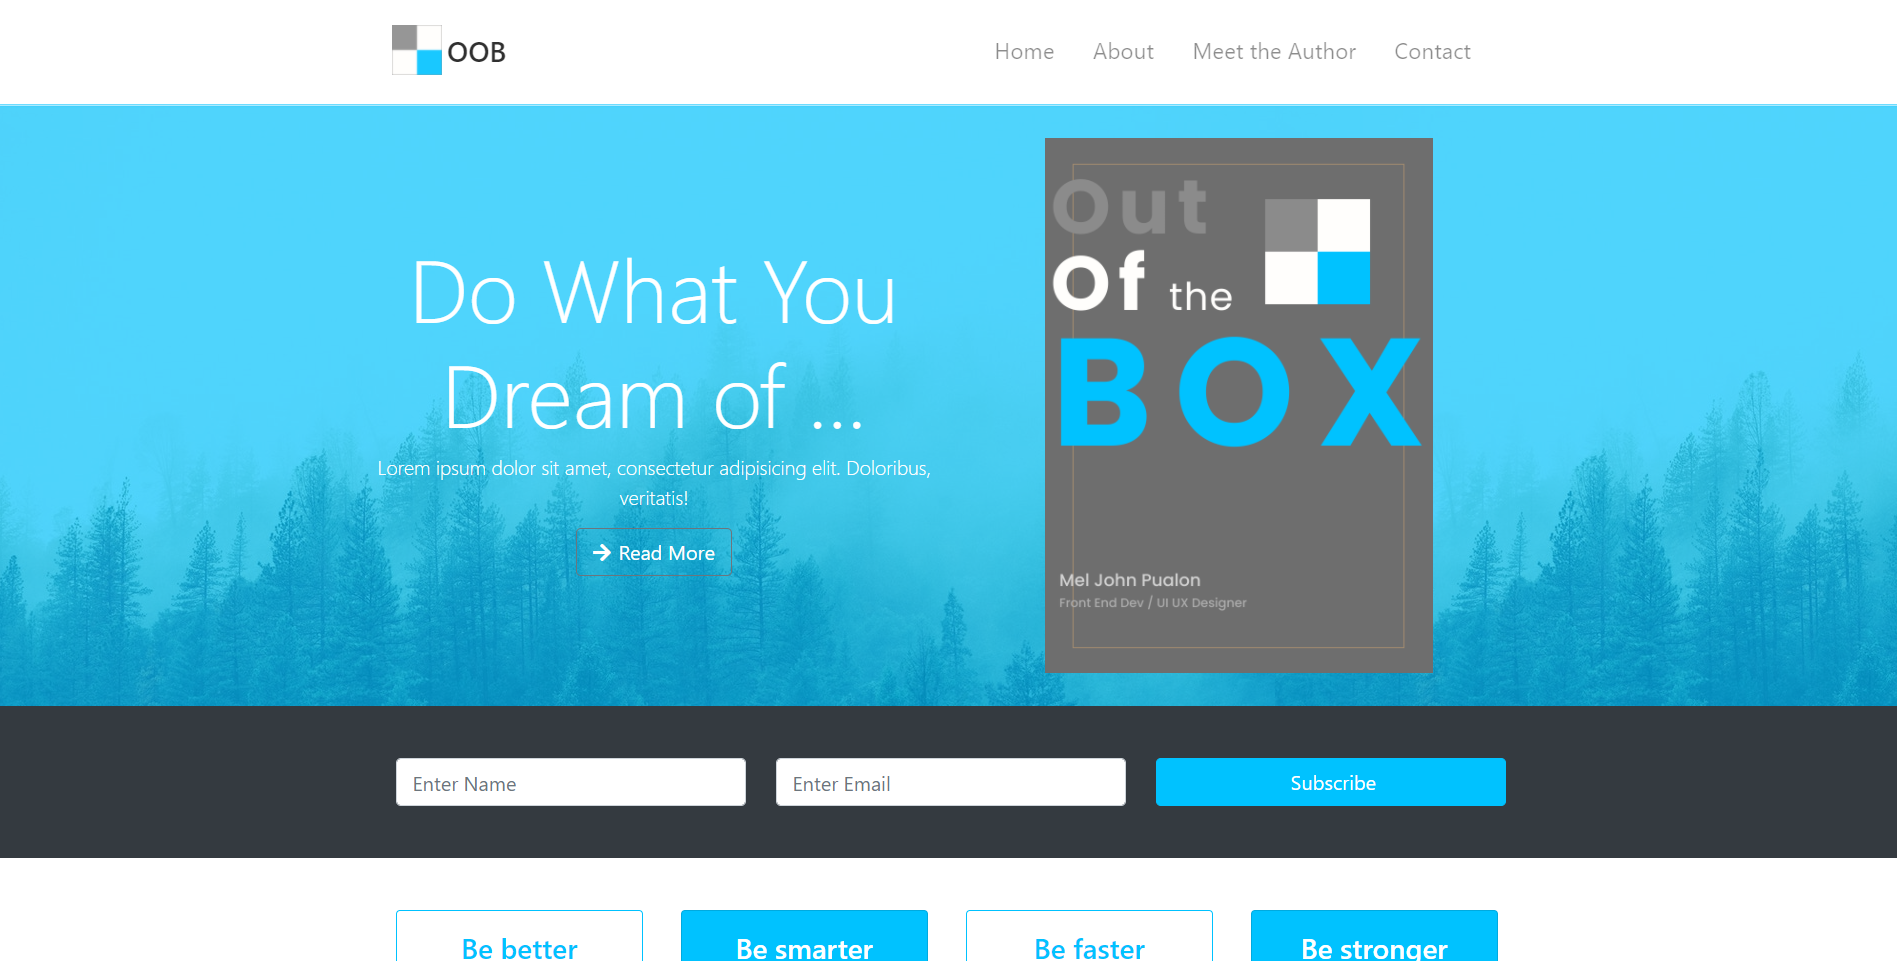 OOB
Home About Meet the Author Contact
Do What You
Dream of ...
Lorem ipsum dolor sit amet, consectetur adipisicing elit. Doloribus,
veritatis!
Read More
Out
Of the
BOX
Mel John Pualon
Front End Dev / UI UX Designer
Enter Name
Enter Email
Subscribe
Be better
Be smarter
Be faster
Be stronger